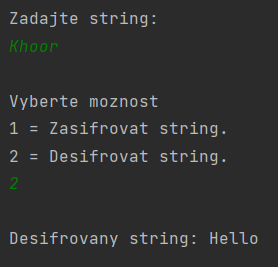 Zadajte string:
Khoor
Vyberte moznost
1 = Zasifrovat string.
2 = Desifrovat string.
2
Desifrovany string: Hello